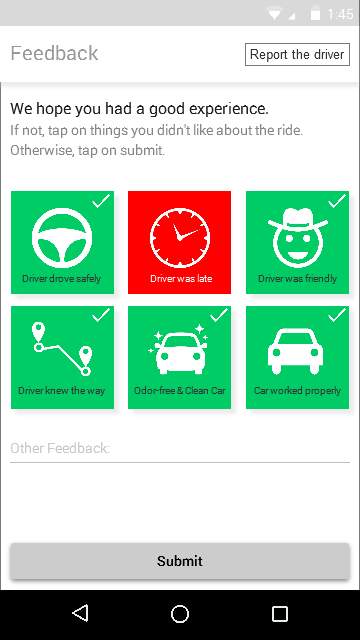 1:45
Feedback
Report the driver
We hope you had a good experience.
If not, tap on things you didn't like about the ride.
Otherwise, tap on submit.
Driver drove safely
Driver was late
Driver was friendly
Driver knew the way
Odor-free & Clean Car
Car worked properly
Other Feedback:
Submit